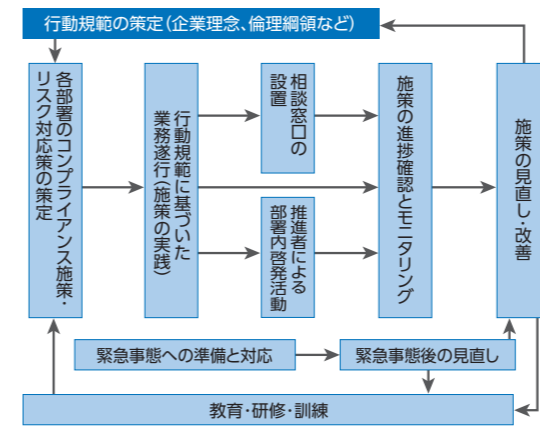 行動規範の策定（企業理念、倫理綱領など）
各部署のコンプライアンス施策・
リスク対応策の策定
行動規範に基づいた
業務遂行（施策の実践）
相談窓口の
設置
推進者による
部署内啓発活動
施策の進捗確認とモニタリング
施策の見直し・改善
緊急事態への準備と対応
緊急事態後の見直し
教育・研修・訓練